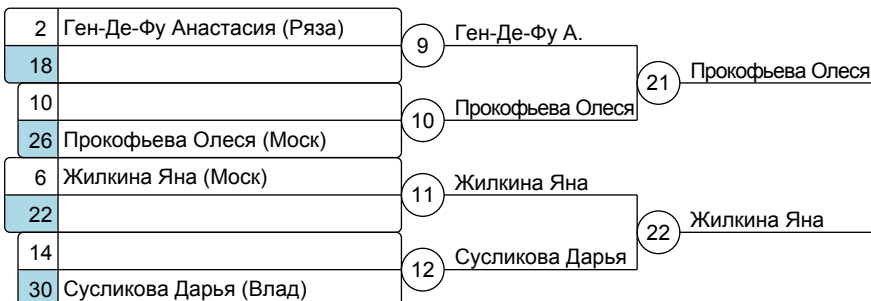 2 Ген-Де-Фу Анастасия (Ряза)
18
10
26 Прокофьева Олеся (Моск)
6 Жилкина Яна (Моск)
22
14
30 Сусликова Дарья (Влад)
9 Ген-Де-Фу А.
10 Прокофьева Олеся
11 Жилкина Яна
12 Сусликова Дарья
21 Прокофьева Олеся
22 Жилкина Яна